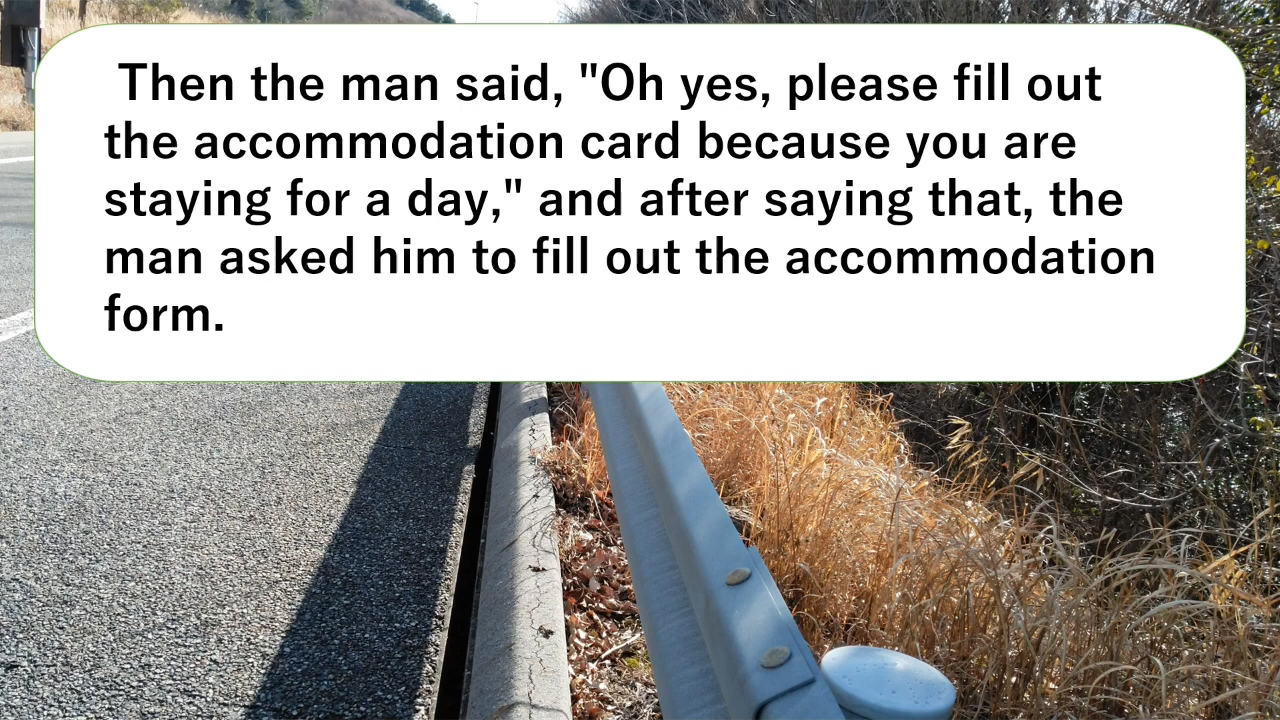 Then the man said, "Oh yes, please fill out
the accommodation card because you are
staying for a day," and after saying that, the
man asked him to fill out the accommodation
form.